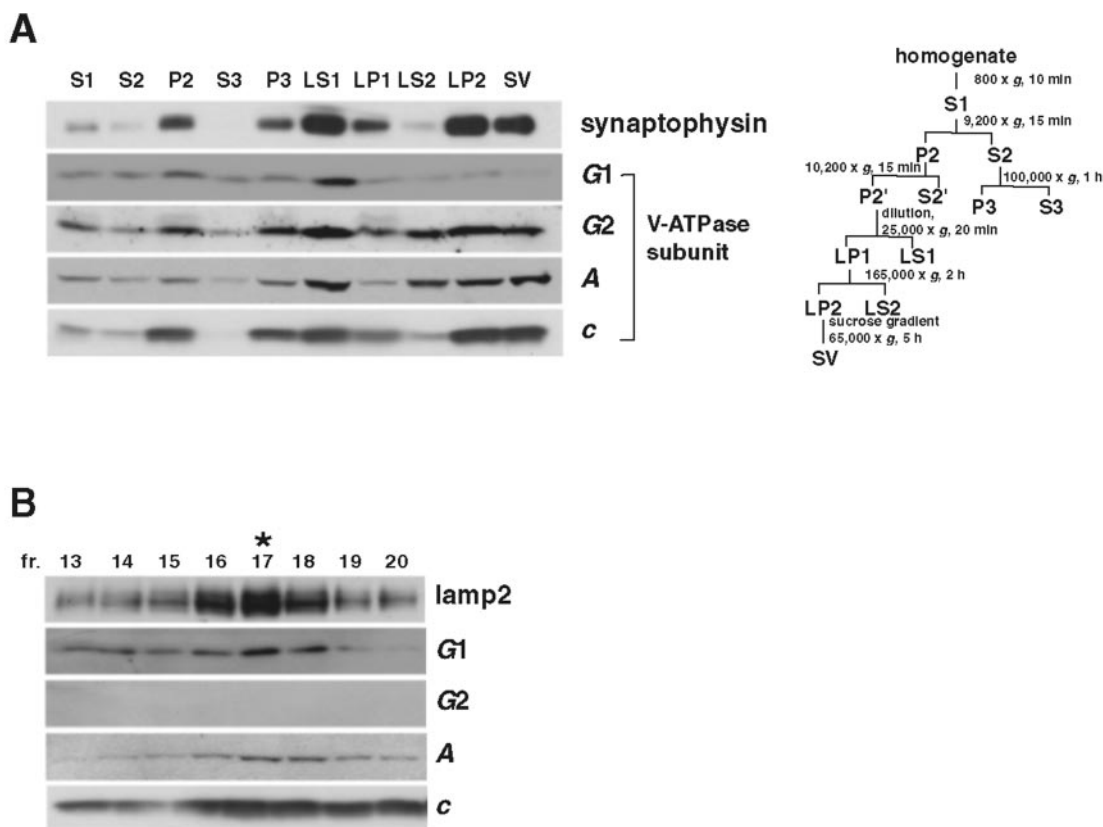 A
S1 S2 P2 S3 P3 LS1 LP1 LS2 LP2 SV
synaptophysin
G1
G2
A
c
V-ATPase
subunit
homogenate
800 x g, 10 min
S1
9,200 x g, 15 min
P2 S2
10,200 x g, 15 min
100,000 x g, 1 h
P2' S2' P3 S3
dilution,
25,000 x g, 20 min
LP1 LS1
165,000 x g, 2 h
LP2 LS2
sucrose gradient
65,000 x g, 5 h
SV
B
*
fr. 13 14 15 16 17 18 19 20
lamp2
G1
G2
A
c